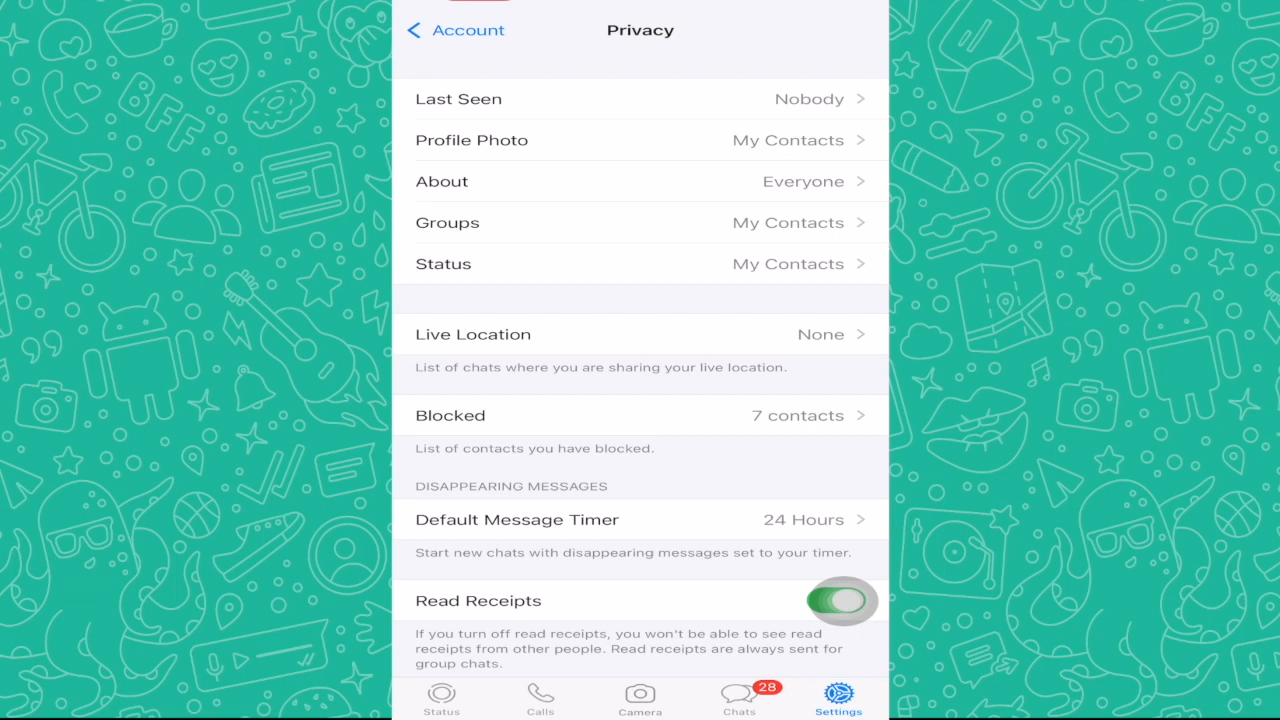 Account
Privacy
Last Seen
Nobody
Profile Photo
My Contacts
About
Everyone
Groups
My Contacts
Status
My Contacts
Live Location
None
List of chats where you are sharing your live location.
Blocked
7 contacts
List of contacts you have blocked.
DISAPPEARING MESSAGES
Default Message Timer
24 Hours
Start new chats with disappearing messages set to your timer.
Read Receipts
If you turn off read receipts, you won't be able to see read
receipts from other people. Read receipts are always sent for
group chats.
Status
Calls
Camera
28
Chats
Settings
BFF
BFF